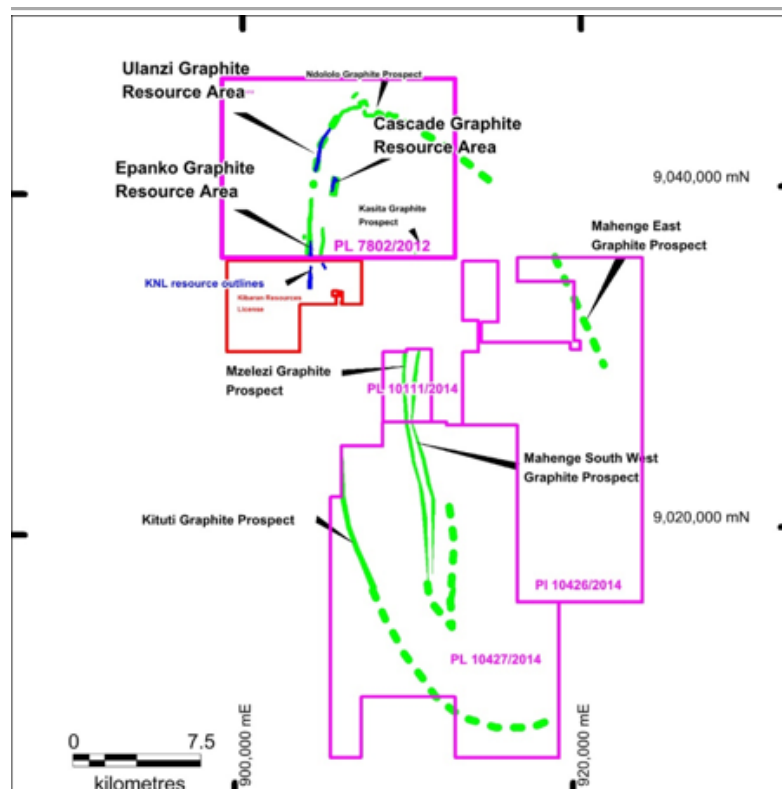 Ulanzi Graphite
Resource Area
Ndololo Graphite Prospect
Cascade Graphite
Resource Area
Epanko Graphite
Resource Area
9,040,000 mN
Kasita Graphite
Prospect
Mahenge East
Graphite Prospect
PL 7802/2012
KNL resource outlines
Kibaran Resources
License
Mzelezi Graphite
Prospect
PL 10111/2014
Mahenge South West
Graphite Prospect
Kituti Graphite Prospect
9,020,000 mN
Pl 10426/2014
PL 10427/2014
0
7.5
kilometres
900,000 mE
920,000 mE